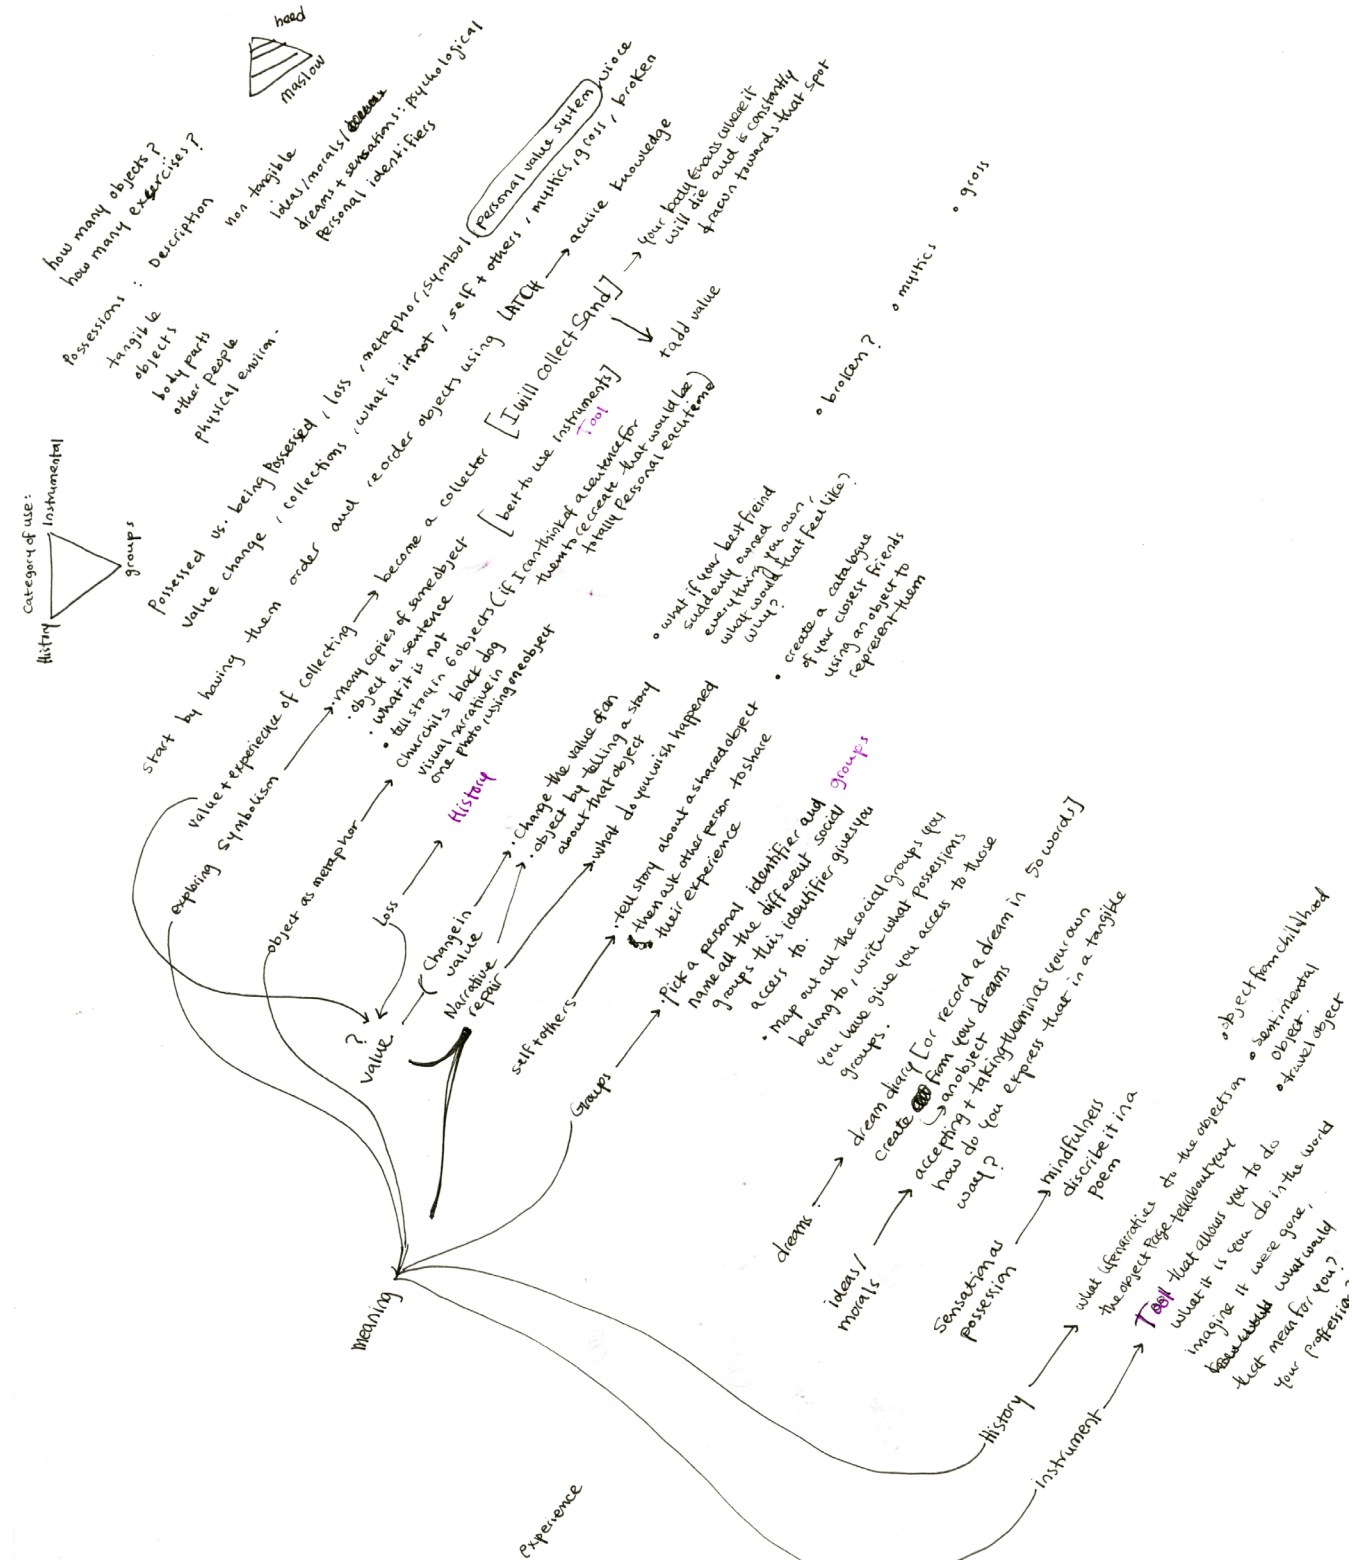 need
maslow
how many objects?
how many exercises?
Possessions : Description
tangible
objects
body parts
other people
physical environ-
non tangible
ideas/morals/
dreams + sensations: psychological
Personal identifiers
Category of use:
History
Instrumental
groups
Possessed vs. being Possessed, loss, metaphor, symbol, personal value system,
value change, collections, what is it not, self + others, mystics, gross, broken
start by having them order and reorder objects using LATCH → acuire knowledge
value + experience of collecting → become a collector [I will collect Sand] → your body knows where it
will die and is constantly
drawn towards that spot
↓
add value
exploring Symbolism → • many copies of same object [best to use Instruments]
Tool
• object as sentence
• what it is not
• tell story in 6 objects (if I can think of a sentence for
them to recreate that would be
totally Personal each time)
object as metaphor → Churchils black dog
visual narrative in
one photo, using one object
Loss → History
?
value
Change in
value
• Change the value of an
• object by telling a story
about that object
Narrative
repair
• what do you wish happened
• what if your best freind
suddenly owned
everything you own,
what would that feel like?
why?
• broken?
• mystics
• gross
self + others → • tell story about a shared object
then ask other person to share
their experience
• create a catalogue
of your closest friends
using an object to
represent them
Groups → • Pick a personal identifier and groups
name all the different social
groups this identifier gives you
access to.
• Map out all the social groups you
belong to, write what possessions
you have give you access to those
groups.
dreams → dream diary [or record a dream in 50 words]
create from your dreams
→ an object
ideas/
morals
→ accepting + taking them in as your own
how do you express that in a tangible
way?
Sensation as
possession
→ mindfulness
discribe it in a
poem
meaning
History → what life narratives do the objects on
the object Page tell about you
• object from childhood
• sentimental
object.
• travel object
instrument → Tool that allows you to do
what it is you do in the world
imagine it were gone,
what would
that mean for you?
your proffession?
experience